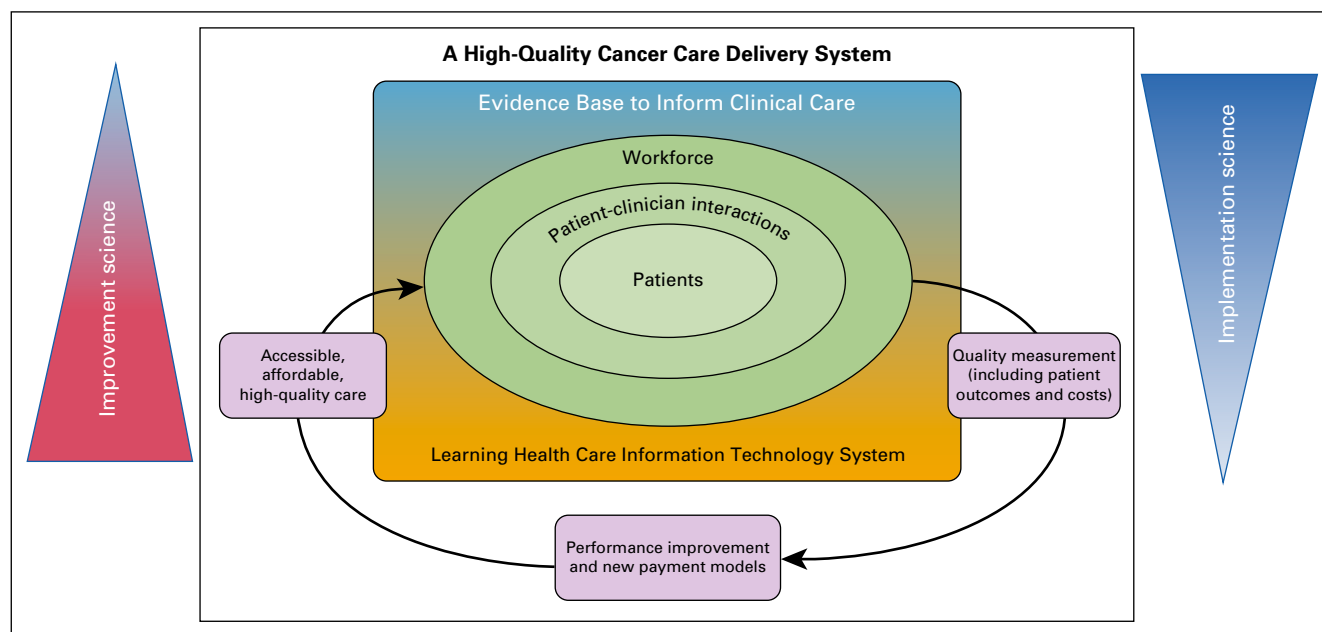 A High-Quality Cancer Care Delivery System
Evidence Base to Inform Clinical Care
Workforce
Patient-clinician interactions
Patients
Improvement science
Implementation science
Accessible,
affordable,
high-quality care
Quality measurement
(including patient
outcomes and costs)
Learning Health Care Information Technology System
Performance improvement
and new payment models